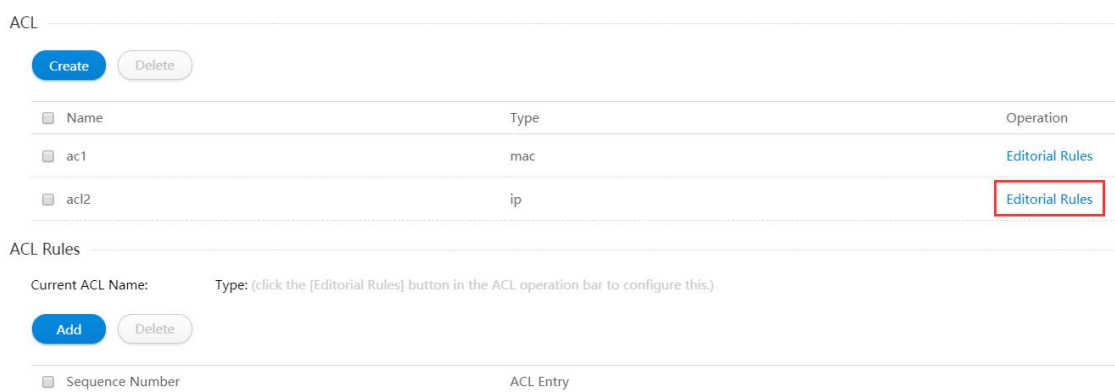 ACL
Create Delete
Name Type Operation
ac1 mac Editorial Rules
acl2 ip Editorial Rules
ACL Rules
Current ACL Name: Type: (click the [Editorial Rules] button in the ACL operation bar to configure this.)
Add Delete
Sequence Number ACL Entry